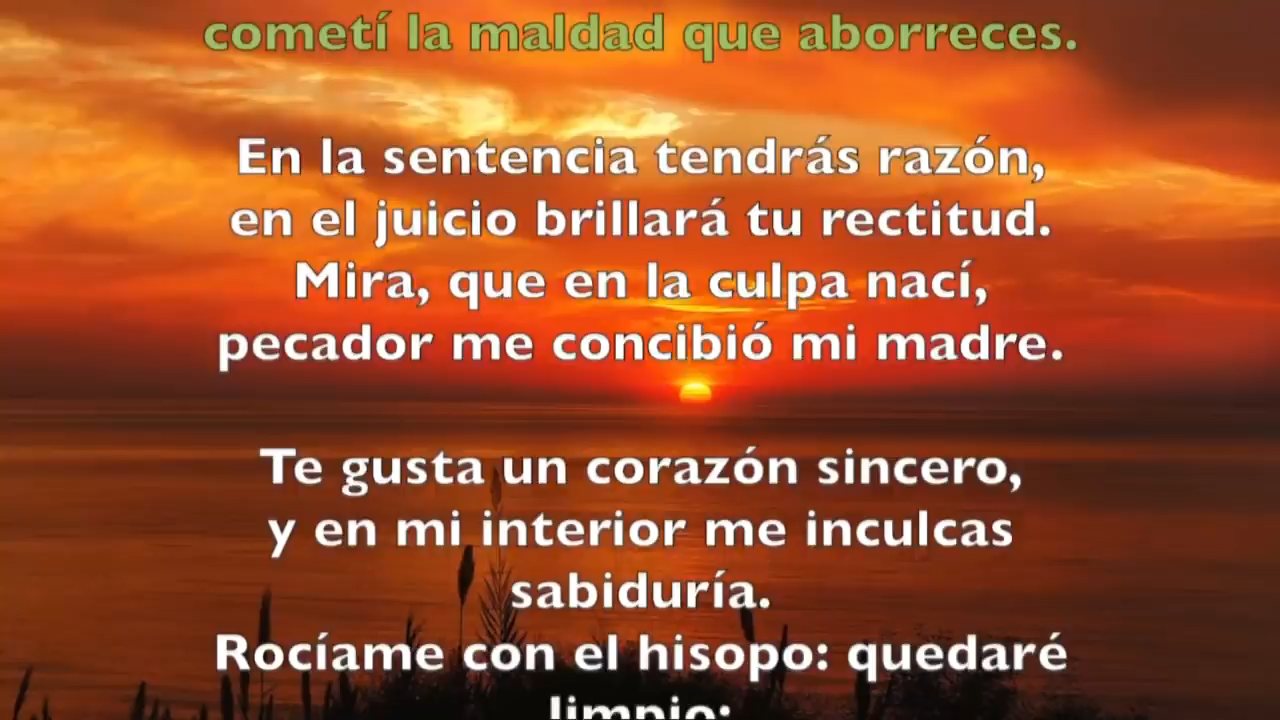 cometí la maldad que aborreces.
En la sentencia tendrás razón,
en el juicio brillará tu rectitud.
Mira, que en la culpa nací,
pecador me concibió mi madre.
Te gusta un corazón sincero,
y en mi interior me inculcas
sabiduría.
Rocíame con el hisopo: quedaré
limpio: